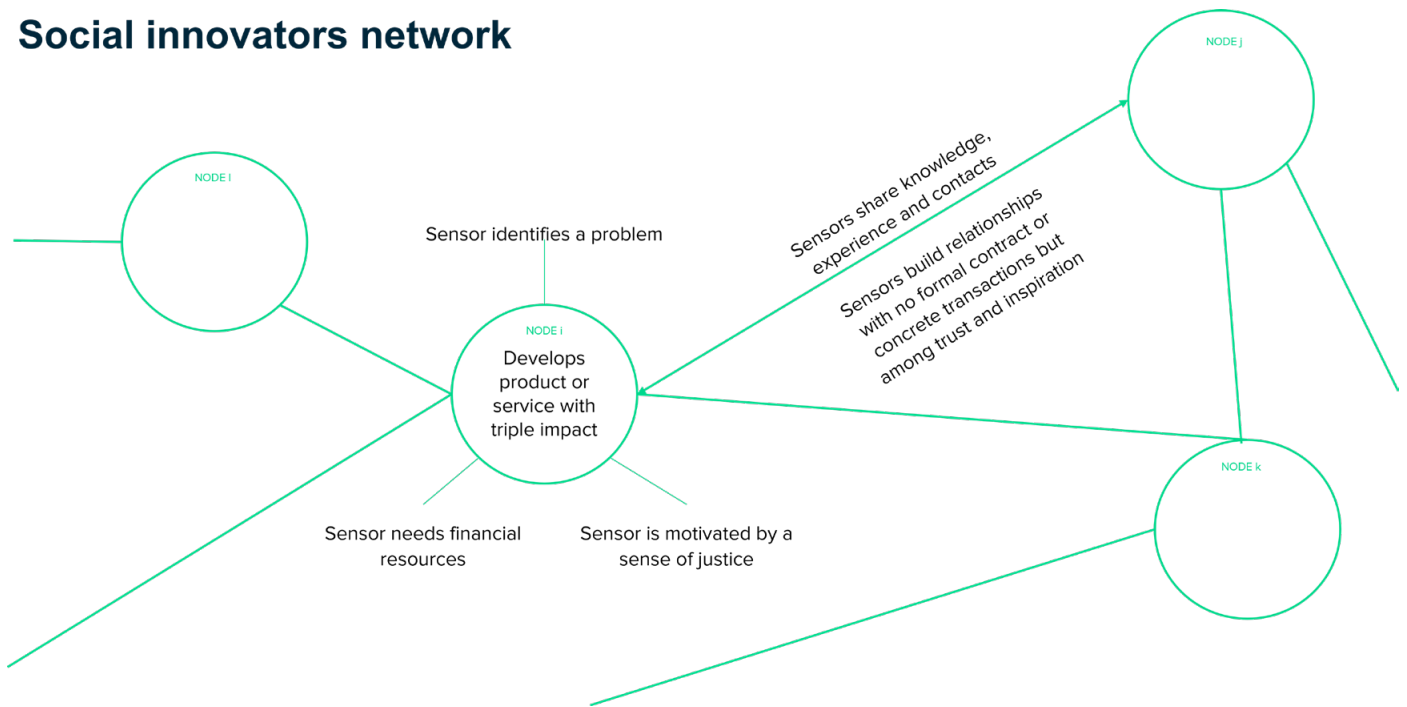 Social innovators network
NODE j
NODE l
Sensors share knowledge,
experience and contacts
Sensors build relationships
with no formal contract or
concrete transactions but
among trust and inspiration
Sensor identifies a problem
NODE i
Develops
product or
service with
triple impact
NODE k
Sensor needs financial
resources
Sensor is motivated by a
sense of justice